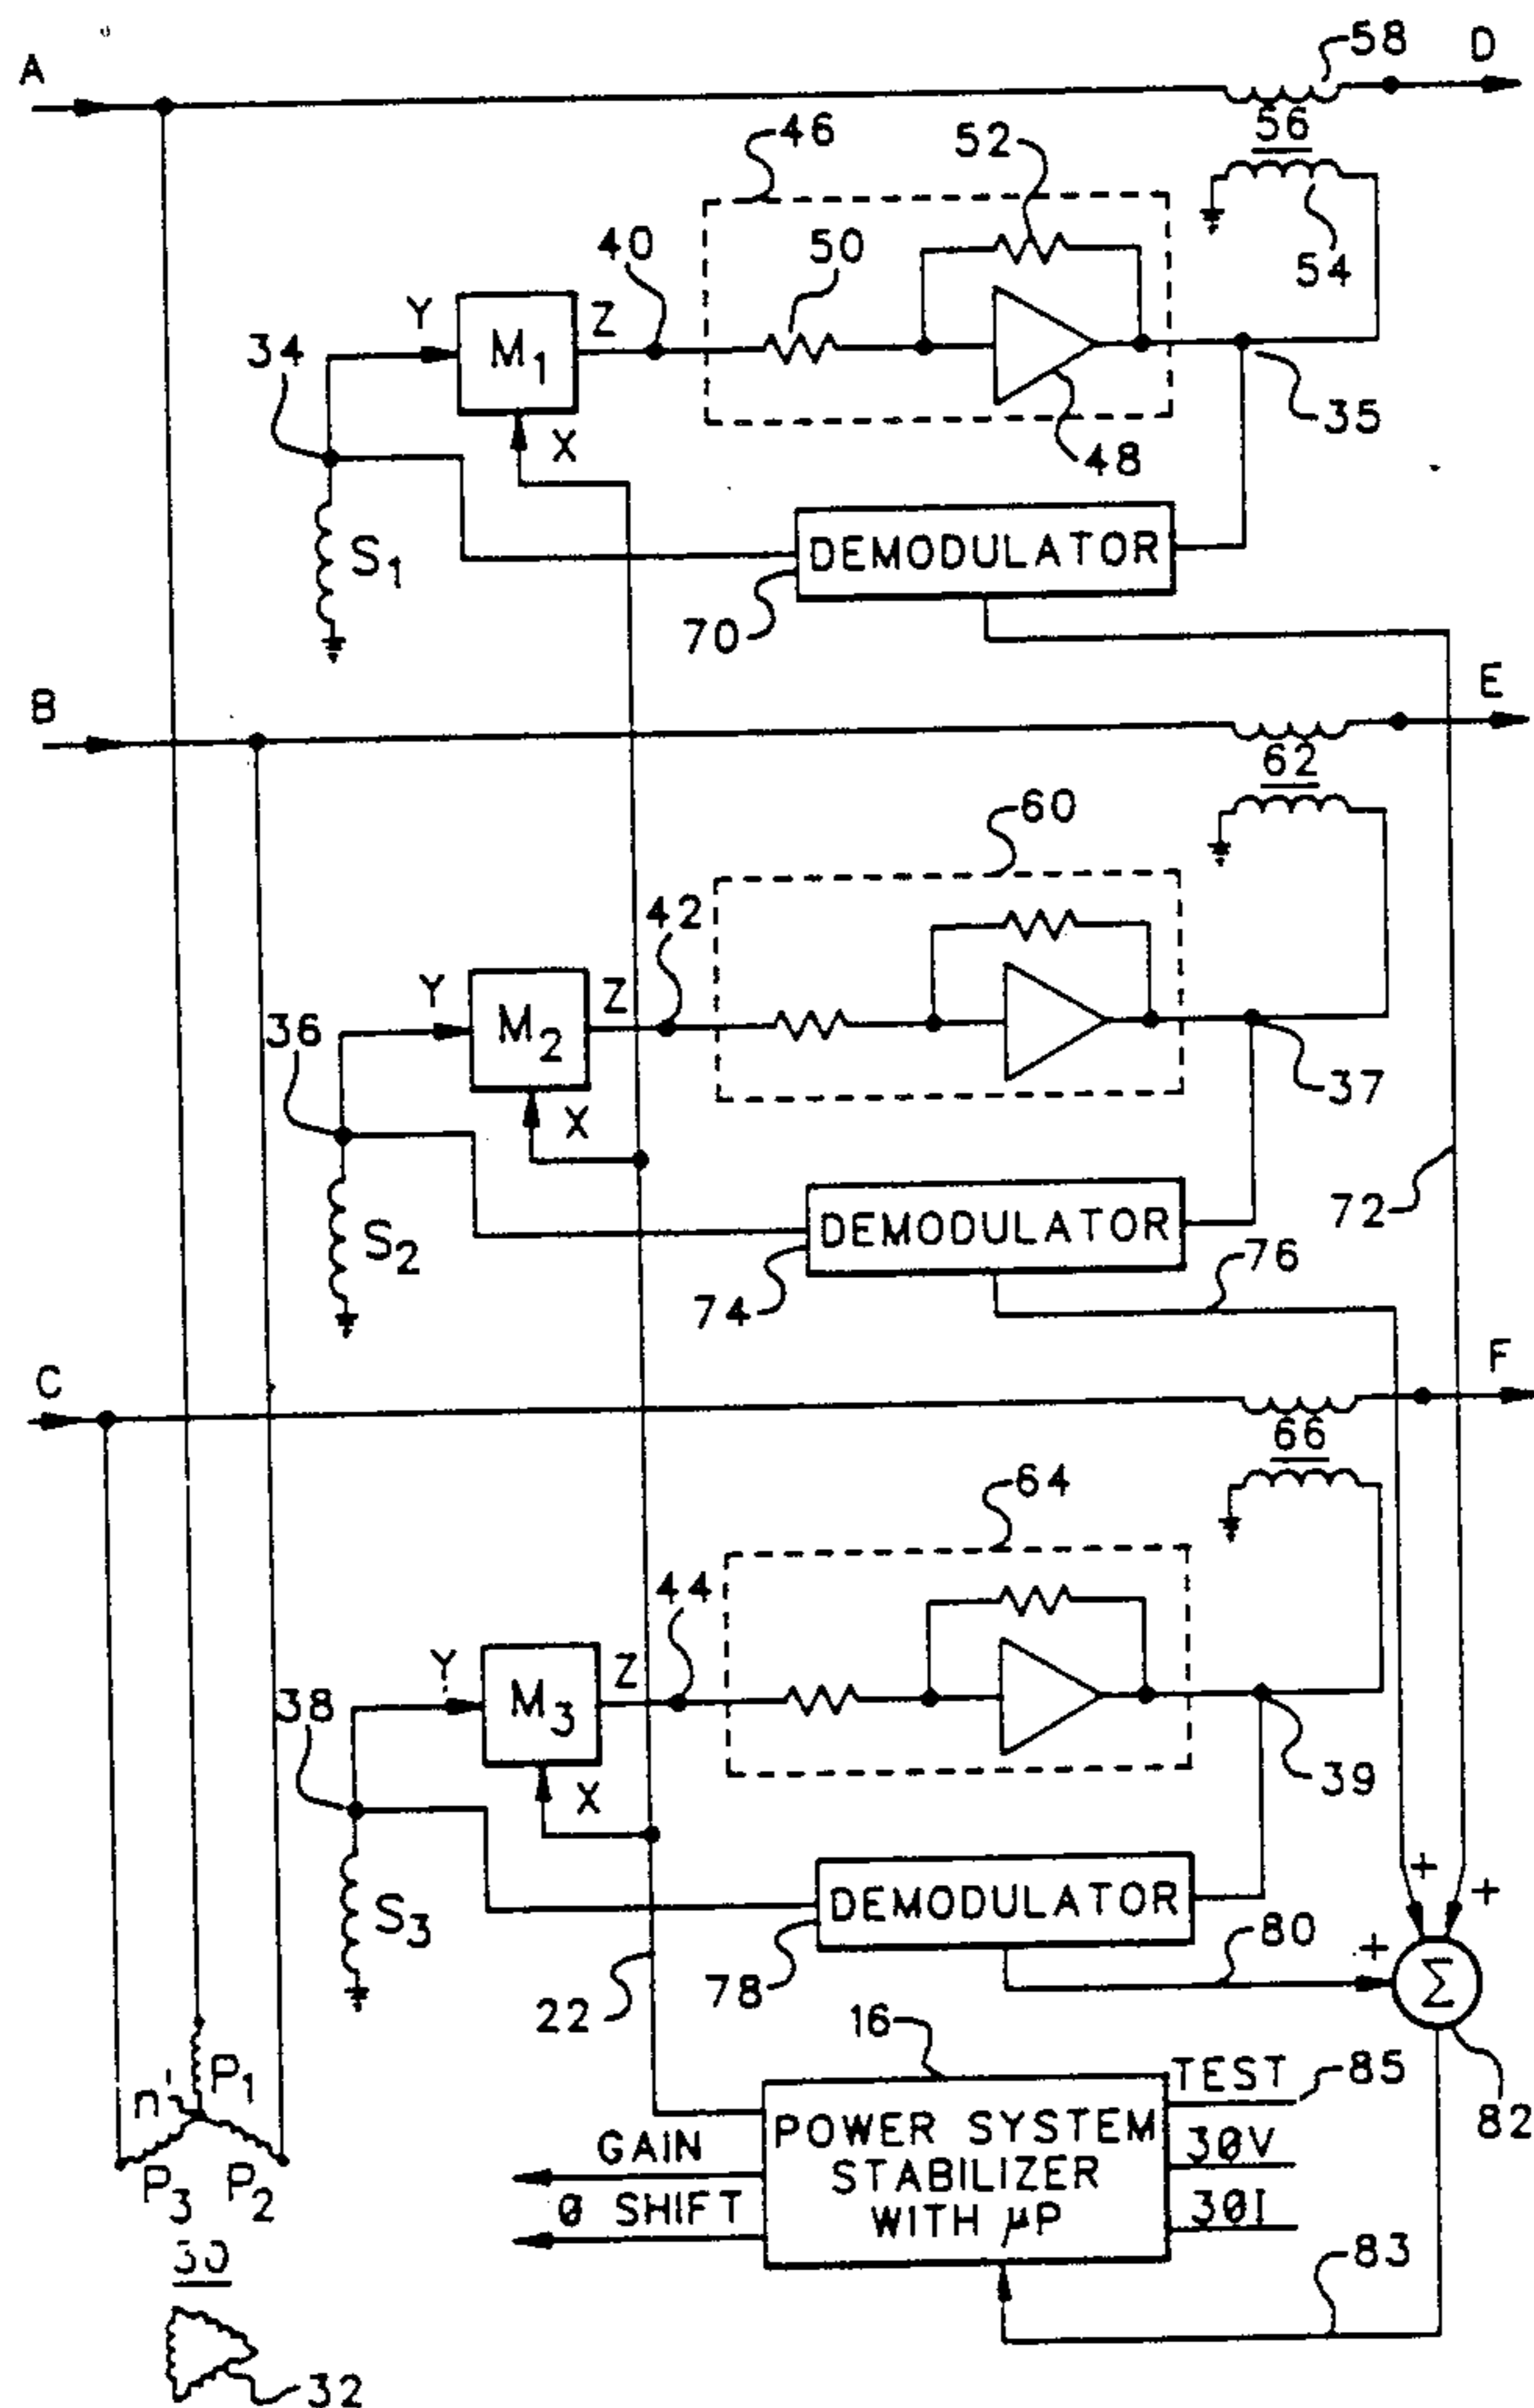 A
58
D
46
52
56
40
50
54
Y
M1
Z
34
35
X
48
S1
DEMODULATOR
70
B
E
62
60
42
Y
M2
Z
36
37
X
72
DEMODULATOR
S2
76
74
C
F
66
64
44
Y
M3
Z
38
39
X
+
+
DEMODULATOR
S3
80
+
78
Σ
22
16
TEST
85
P1
n'
82
POWER SYSTEM
STABILIZER
WITH µP
GAIN
3ØV
P3
P2
Ø SHIFT
3ØI
30
83
32